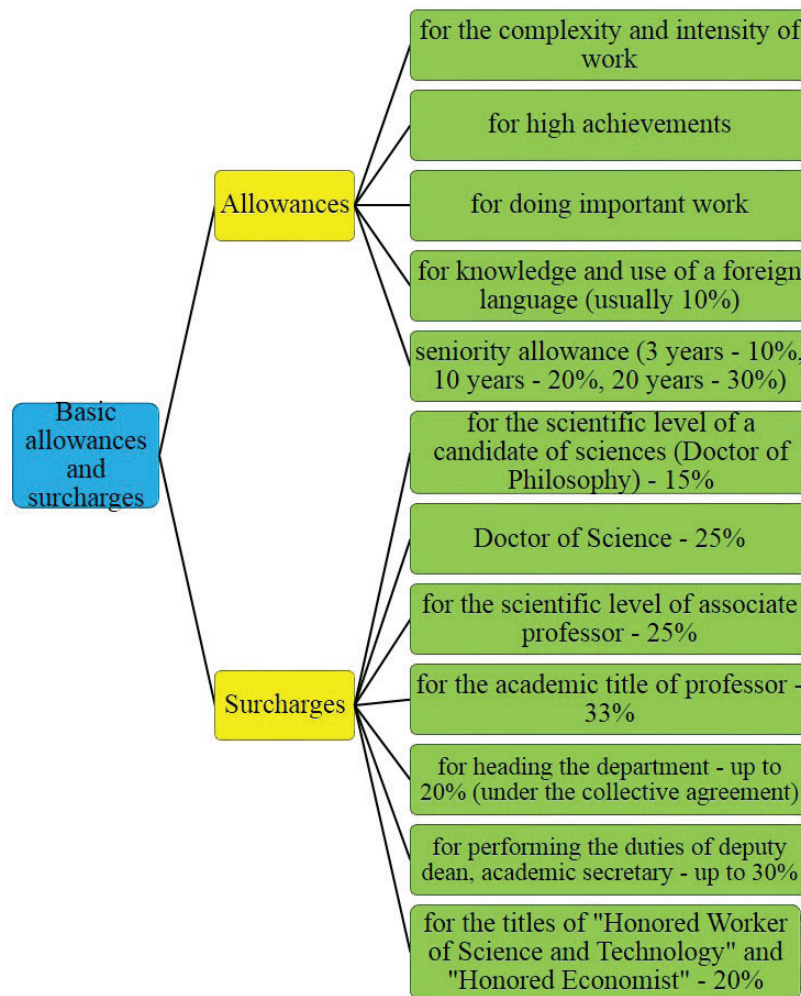 Basic
allowances
and
surcharges
Allowances
for the complexity and intensity of
work
for high achievements
for doing important work
for knowledge and use of a foreign
language (usually 10%)
seniority allowance (3 years - 10%,
10 years - 20%, 20 years - 30%)
Surcharges
for the scientific level of a
candidate of sciences (Doctor of
Philosophy) - 15%
Doctor of Science - 25%
for the scientific level of associate
professor - 25%
for the academic title of professor -
33%
for heading the department - up to
20% (under the collective agreement)
for performing the duties of deputy
dean, academic secretary - up to 30%
for the titles of "Honored Worker
of Science and Technology" and
"Honored Economist" - 20%